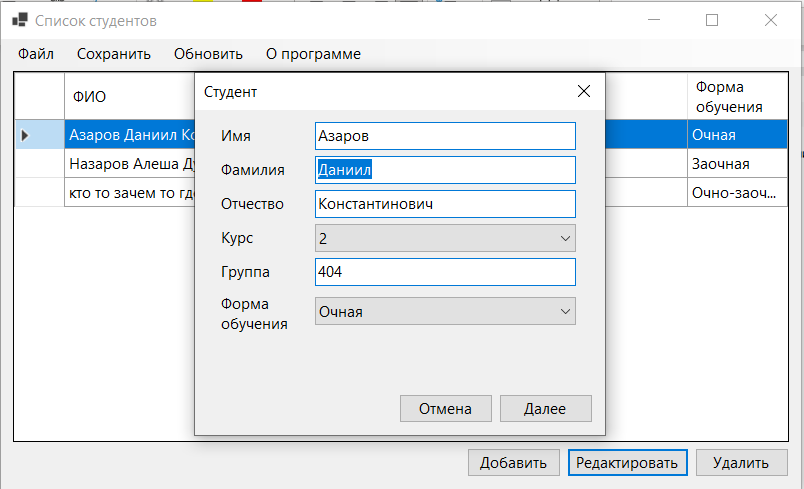 Список студентов
Файл Сохранить Обновить О программе
ФИО
Форма
обучения
Азаров Даниил
Очная
Назаров Алеша
Заочная
кто то зачем то
Очно-заоч...
Студент
Имя Азаров
Фамилия Даниил
Отчество Константинович
Курс 2
Группа 404
Форма
обучения
Очная
Отмена Далее
Добавить Редактировать Удалить